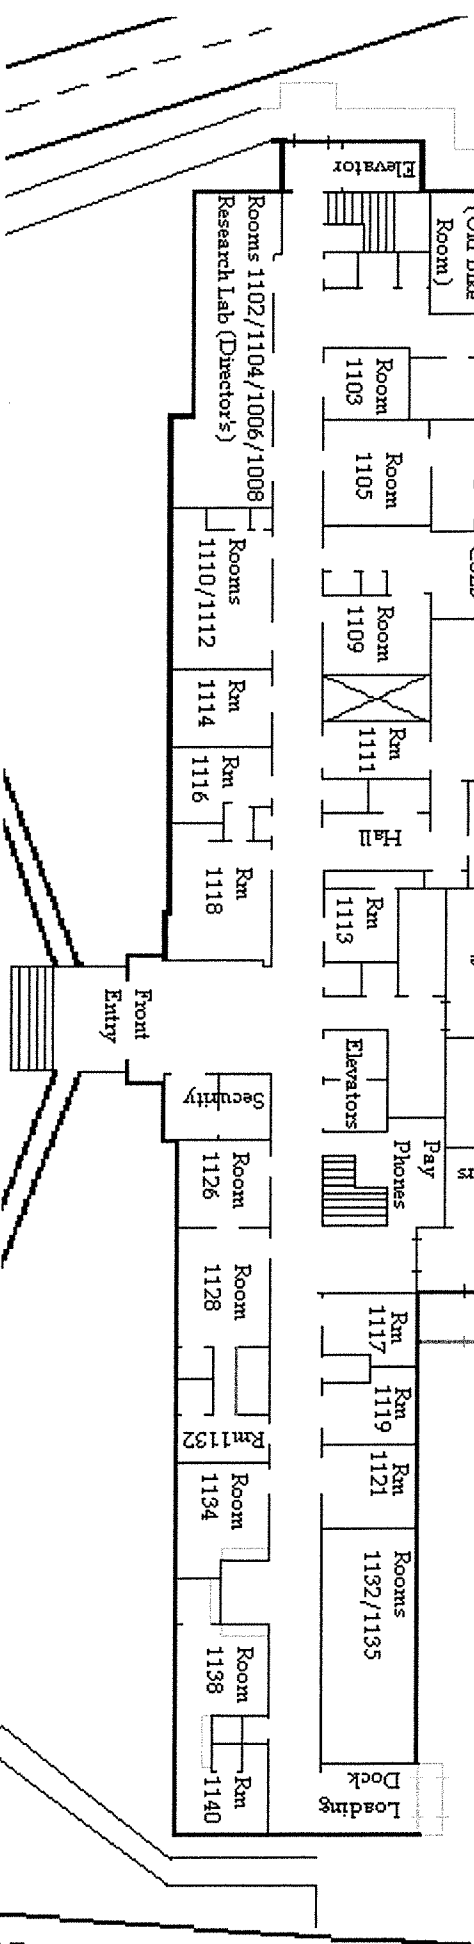 Elevator
(Old Bike
Room)
Rooms 1102/1104/1006/1008
Research Lab (Director's)
Room
1103
Room
1105
Rooms
1110/1112
Room
1109
Rm
1114
Rm
1111
Rm
1116
Hall
Rm
1118
Rm
1113
Front
Entry
Elevators
Security
Pay
Phones
Room
1126
Room
1128
Rm
1117
Rm
1119
Rm1132
Rm
1121
Room
1134
Rooms
1132/1135
Room
1138
Rm
1140
Loading
Dock